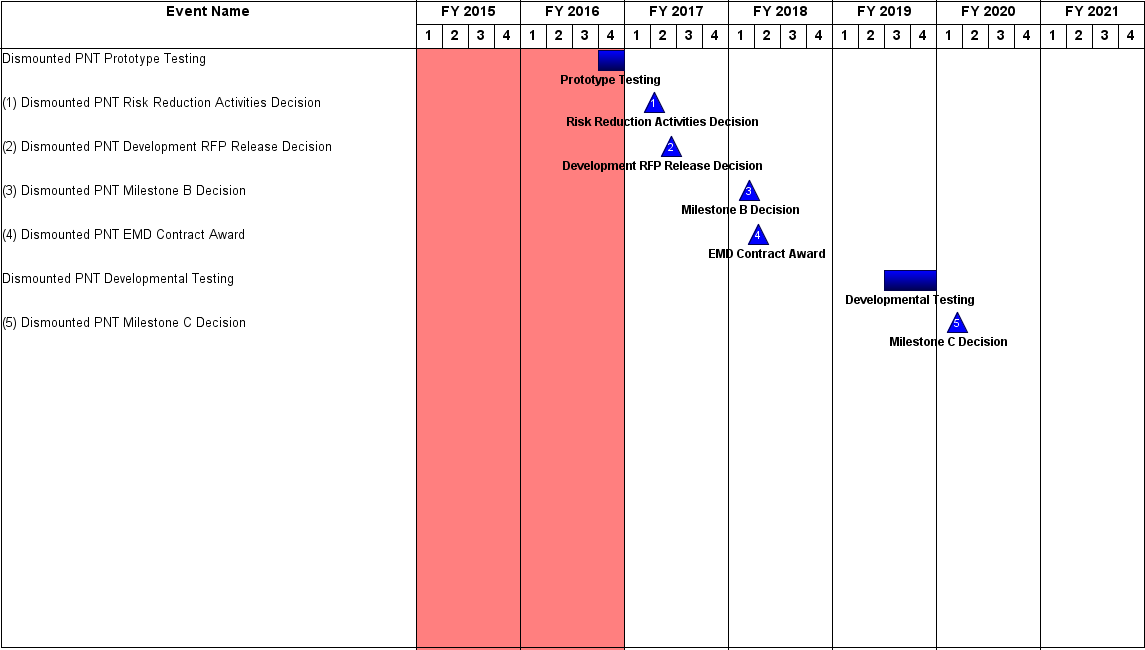 Event Name FY 2015 FY 2016 FY 2017 FY 2018 FY 2019 FY 2020 FY 2021
1 2 3 4 1 2 3 4 1 2 3 4 1 2 3 4 1 2 3 4 1 2 3 4 1 2 3 4
Dismounted PNT Prototype Testing
Prototype Testing
(1) Dismounted PNT Risk Reduction Activities Decision 1
Risk Reduction Activities Decision
(2) Dismounted PNT Development RFP Release Decision 2
Development RFP Release Decision
(3) Dismounted PNT Milestone B Decision 3
Milestone B Decision
(4) Dismounted PNT EMD Contract Award 4
EMD Contract Award
Dismounted PNT Developmental Testing
Developmental Testing
(5) Dismounted PNT Milestone C Decision 5
Milestone C Decision